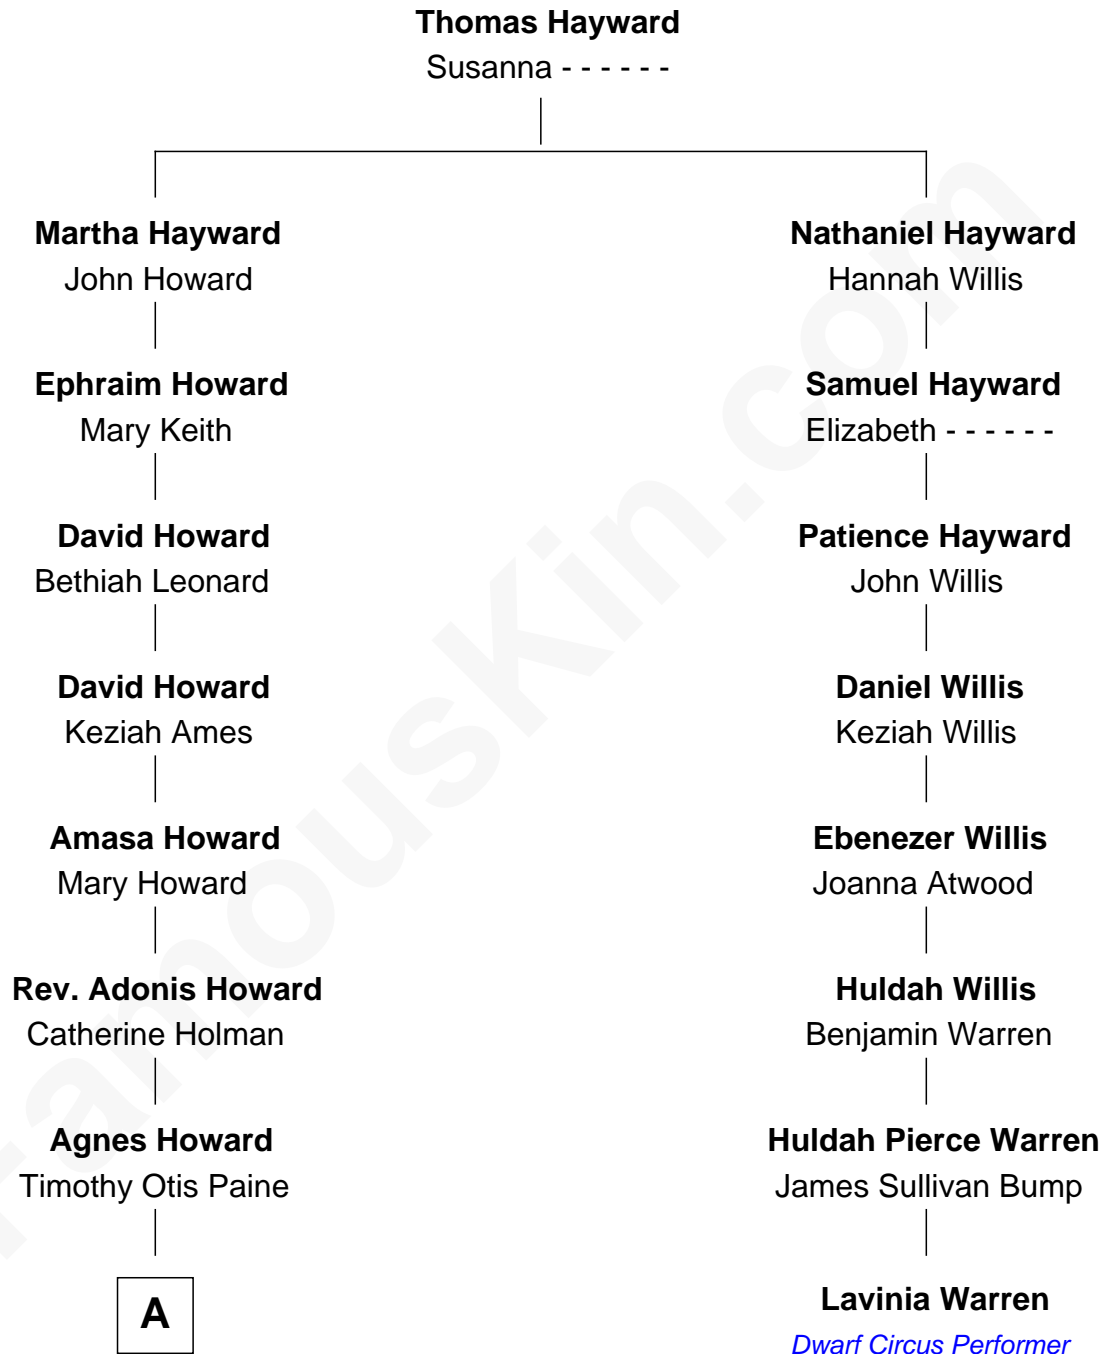 Thomas Hayward
Susanna - - - - - -
Martha Hayward
John Howard
Nathaniel Hayward
Hannah Willis
Ephraim Howard
Mary Keith
Samuel Hayward
Elizabeth - - - - - -
David Howard
Bethiah Leonard
Patience Hayward
John Willis
David Howard
Keziah Ames
Daniel Willis
Keziah Willis
Amasa Howard
Mary Howard
Ebenezer Willis
Joanna Atwood
Rev. Adonis Howard
Catherine Holman
Huldah Willis
Benjamin Warren
Agnes Howard
Timothy Otis Paine
Huldah Pierce Warren
James Sullivan Bump
A
Lavinia Warren
Dwarf Circus Performer
FamousKin.com